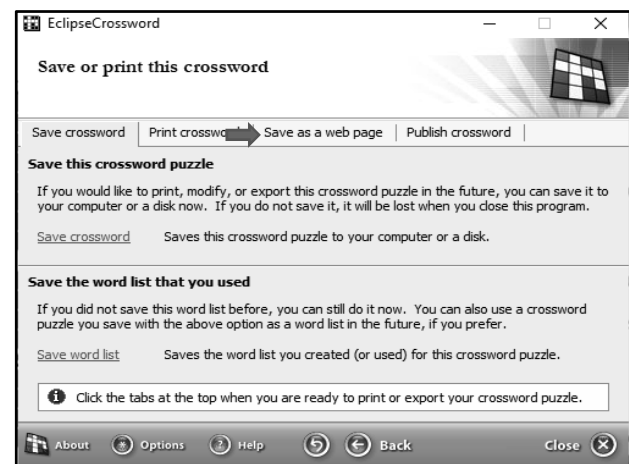 EclipseCrossword
Save or print this crossword
Save crossword Print crossword Save as a web page Publish crossword
Save this crossword puzzle
If you would like to print, modify, or export this crossword puzzle in the future, you can save it to
your computer or a disk now. If you do not save it, it will be lost when you close this program.
Save crossword Saves this crossword puzzle to your computer or a disk.
Save the word list that you used
If you did not save this word list before, you can still do it now. You can also use a crossword
puzzle you save with the above option as a word list in the future, if you prefer.
Save word list Saves the word list you created (or used) for this crossword puzzle.
Click the tabs at the top when you are ready to print or export your crossword puzzle.
About Options Help Back Close